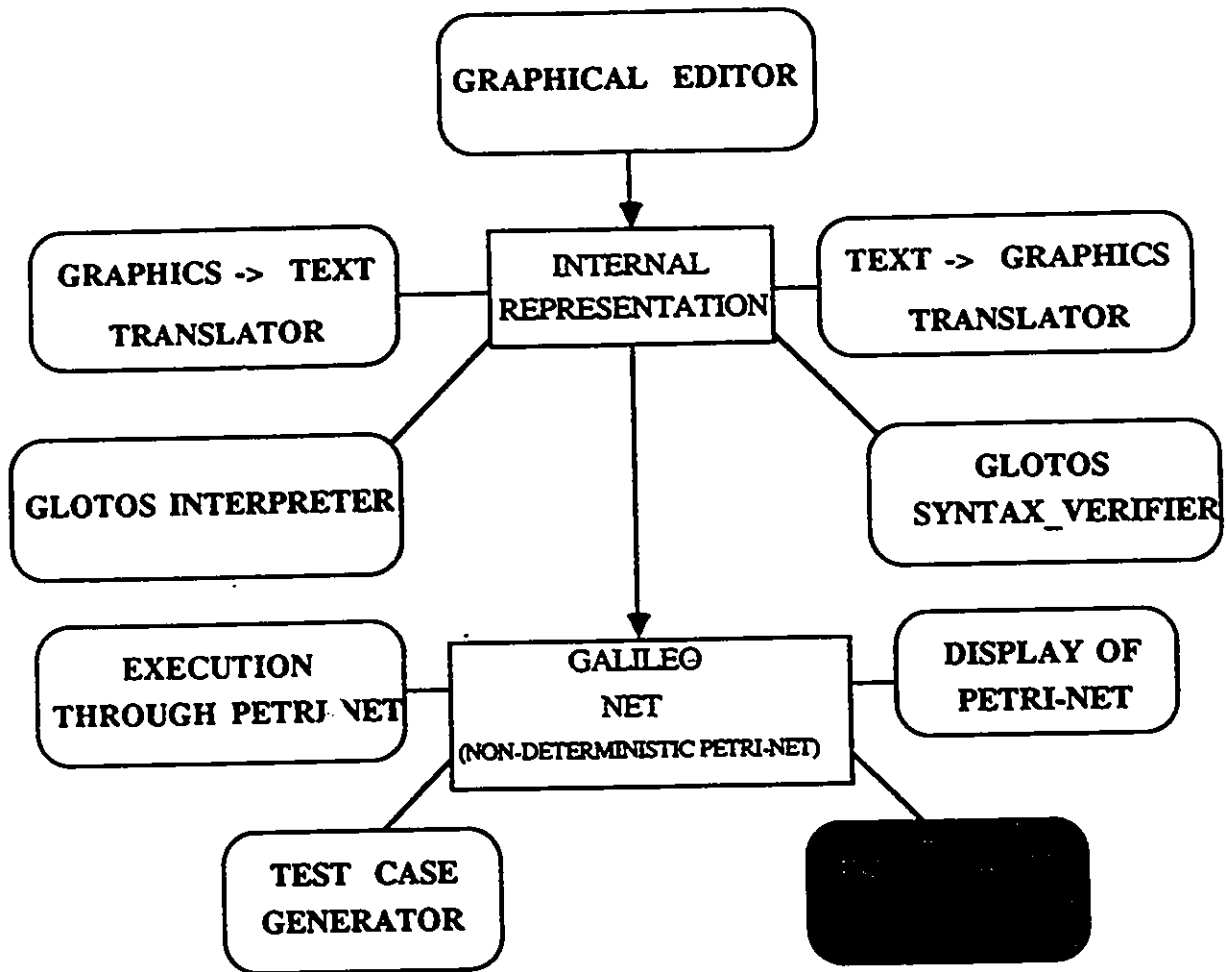 GRAPHICAL EDITOR
GRAPHICS -> TEXT
TRANSLATOR
INTERNAL
REPRESENTATION
TEXT -> GRAPHICS
TRANSLATOR
GLOTOS INTERPRETER
GLOTOS
SYNTAX_VERIFIER
EXECUTION
THROUGH PETRI-NET
GALILEO
NET
(NON-DETERMINISTIC PETRI-NET)
DISPLAY OF
PETRI-NET
TEST CASE
GENERATOR